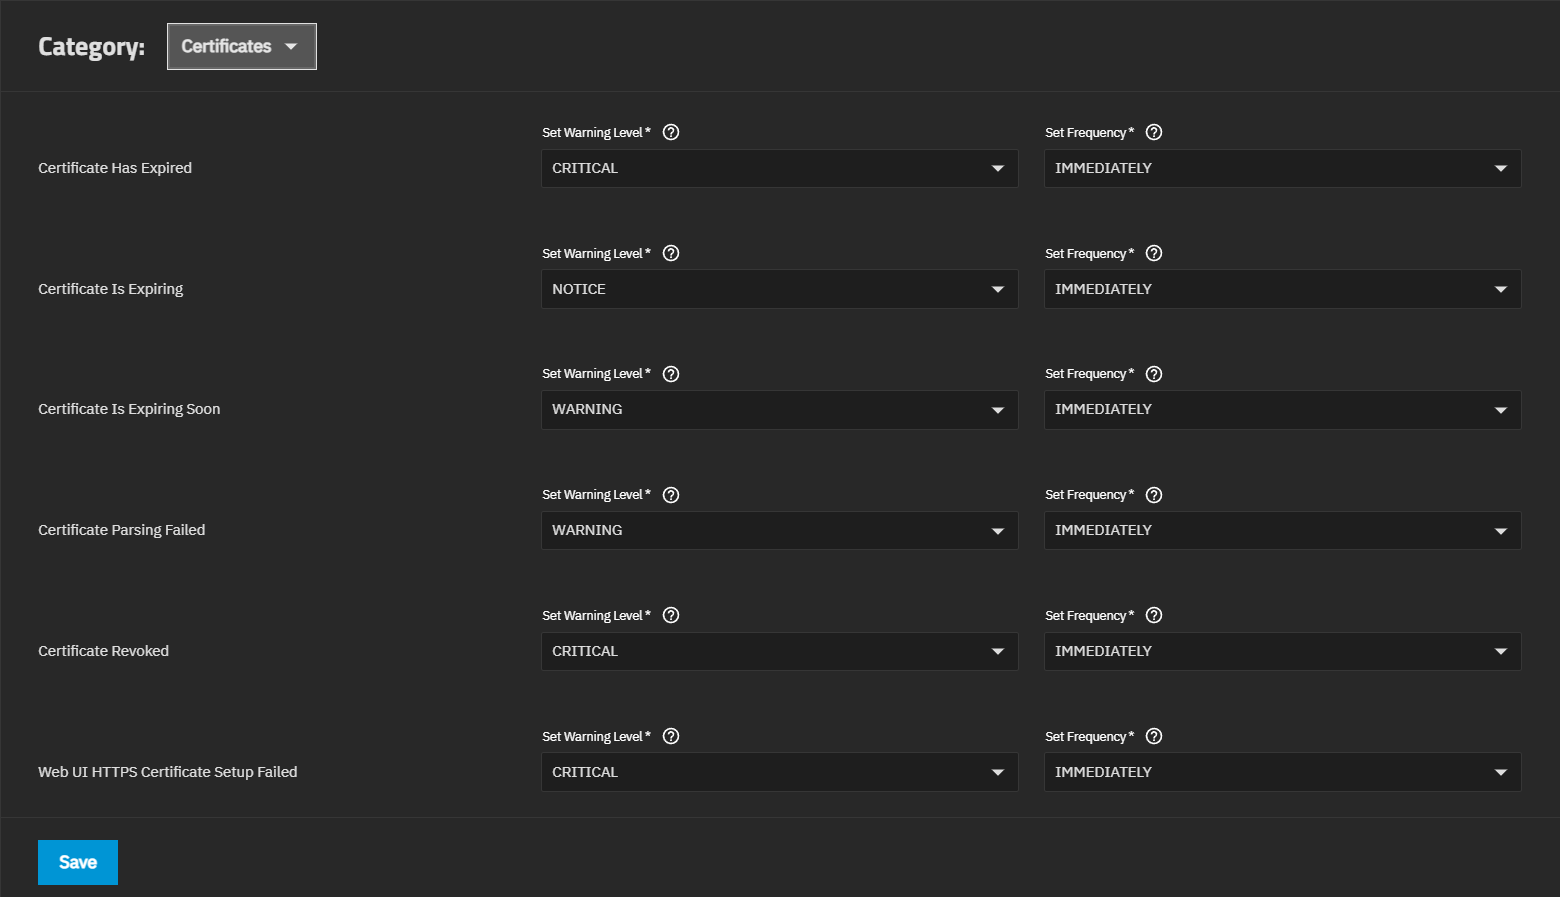 Category: Certificates
Set Warning Level * Set Frequency *
Certificate Has Expired CRITICAL IMMEDIATELY
Set Warning Level * Set Frequency *
Certificate Is Expiring NOTICE IMMEDIATELY
Set Warning Level * Set Frequency *
Certificate Is Expiring Soon WARNING IMMEDIATELY
Set Warning Level * Set Frequency *
Certificate Parsing Failed WARNING IMMEDIATELY
Set Warning Level * Set Frequency *
Certificate Revoked CRITICAL IMMEDIATELY
Set Warning Level * Set Frequency *
Web UI HTTPS Certificate Setup Failed CRITICAL IMMEDIATELY
Save